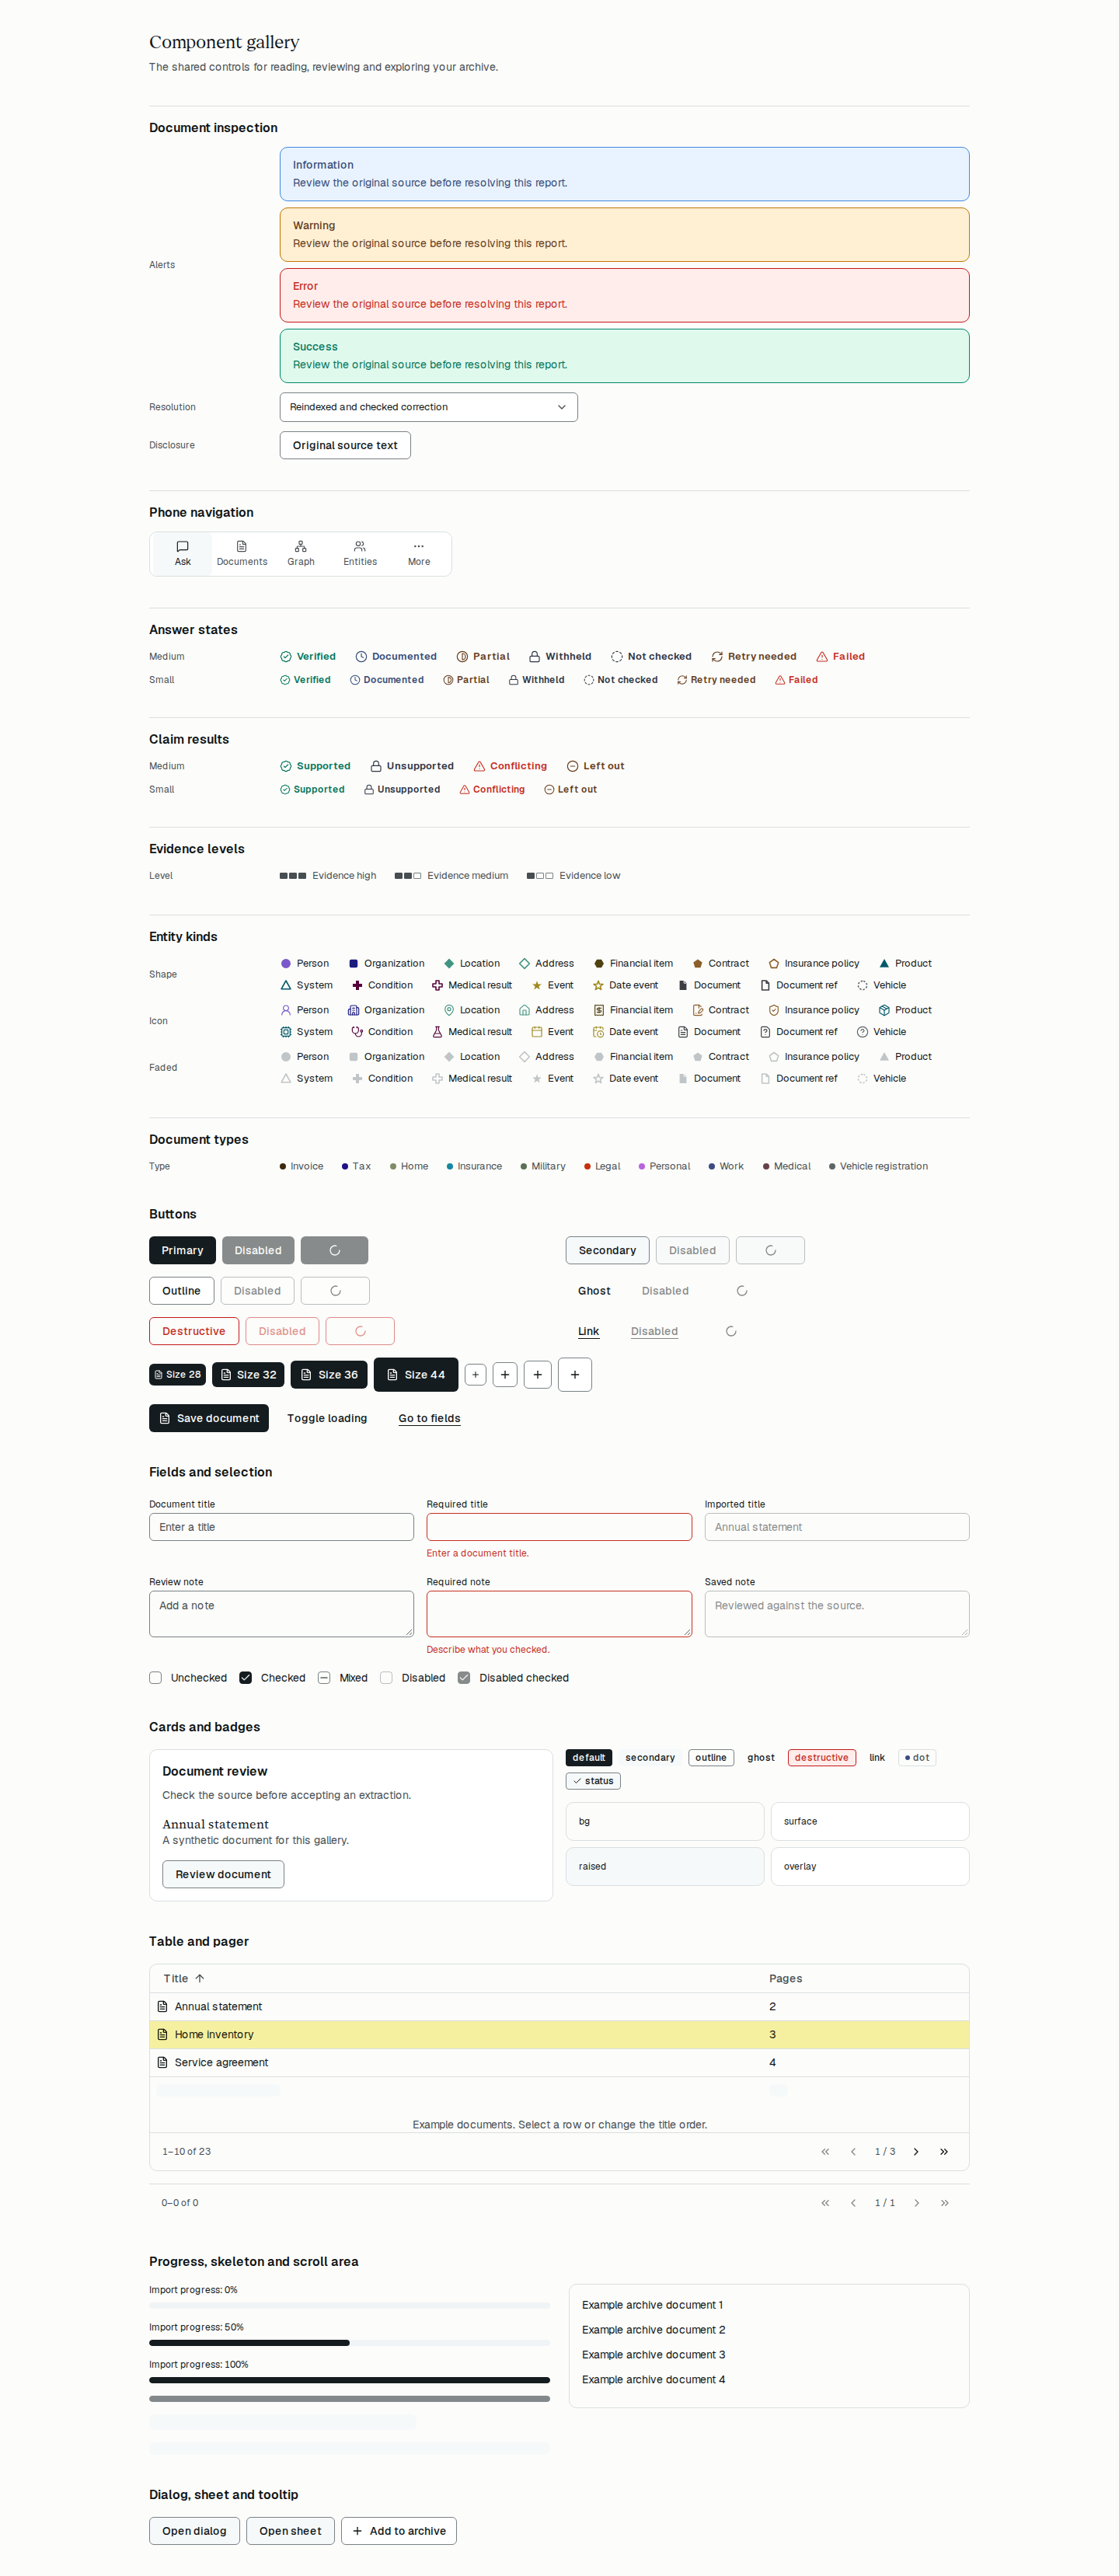 Component gallery
The shared controls for reading, reviewing and exploring your archive.
Document inspection
Alerts
Information
Review the original source before resolving this report.
Warning
Review the original source before resolving this report.
Error
Review the original source before resolving this report.
Success
Review the original source before resolving this report.
Resolution
Reindexed and checked correction
Disclosure
Original source text
Phone navigation
Ask Documents Graph Entities More
Answer states
Medium Verified Documented Partial Withheld Not checked Retry needed Failed
Small Verified Documented Partial Withheld Not checked Retry needed Failed
Claim results
Medium Supported Unsupported Conflicting Left out
Small Supported Unsupported Conflicting Left out
Evidence levels
Level Evidence high Evidence medium Evidence low
Entity kinds
Shape
Person Organization Location Address Financial item Contract Insurance policy Product
System Condition Medical result Event Date event Document Document ref Vehicle
Icon
Person Organization Location Address Financial item Contract Insurance policy Product
System Condition Medical result Event Date event Document Document ref Vehicle
Faded
Person Organization Location Address Financial item Contract Insurance policy Product
System Condition Medical result Event Date event Document Document ref Vehicle
Document types
Type Invoice Tax Home Insurance Military Legal Personal Work Medical Vehicle registration
Buttons
Primary Disabled Secondary Disabled
Outline Disabled Ghost Disabled
Destructive Disabled Link Disabled
Size 28 Size 32 Size 36 Size 44
Save document Toggle loading Go to fields
Fields and selection
Document title Required title Imported title
Enter a title Annual statement
Enter a document title.
Review note Required note Saved note
Add a note Reviewed against the source.
Describe what you checked.
Unchecked Checked Mixed Disabled Disabled checked
Cards and badges
Document review
Check the source before accepting an extraction.
Annual statement
A synthetic document for this gallery.
Review document
default secondary outline ghost destructive link dot
status
bg surface
raised overlay
Table and pager
Title Pages
Annual statement 2
Home inventory 3
Service agreement 4
Example documents. Select a row or change the title order.
1–10 of 23 1 / 3
0–0 of 0 1 / 1
Progress, skeleton and scroll area
Import progress: 0%
Import progress: 50%
Import progress: 100%
Example archive document 1
Example archive document 2
Example archive document 3
Example archive document 4
Dialog, sheet and tooltip
Open dialog Open sheet Add to archive